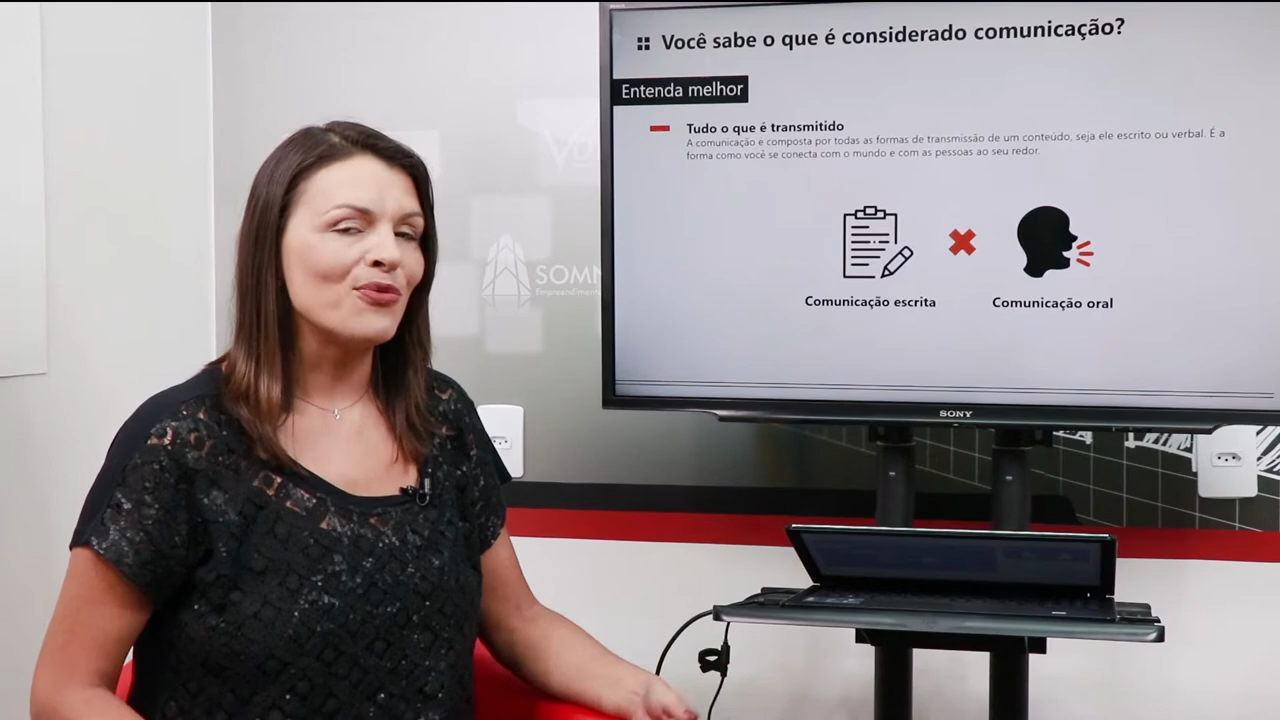 Você sabe o que é considerado comunicação?
Entenda melhor
Tudo o que é transmitido
A comunicação é composta por todas as formas de transmissão de um conteúdo, seja ele escrito ou verbal. É a
forma como você se conecta com o mundo e com as pessoas ao seu redor.
Comunicação escrita
Comunicação oral
SONY